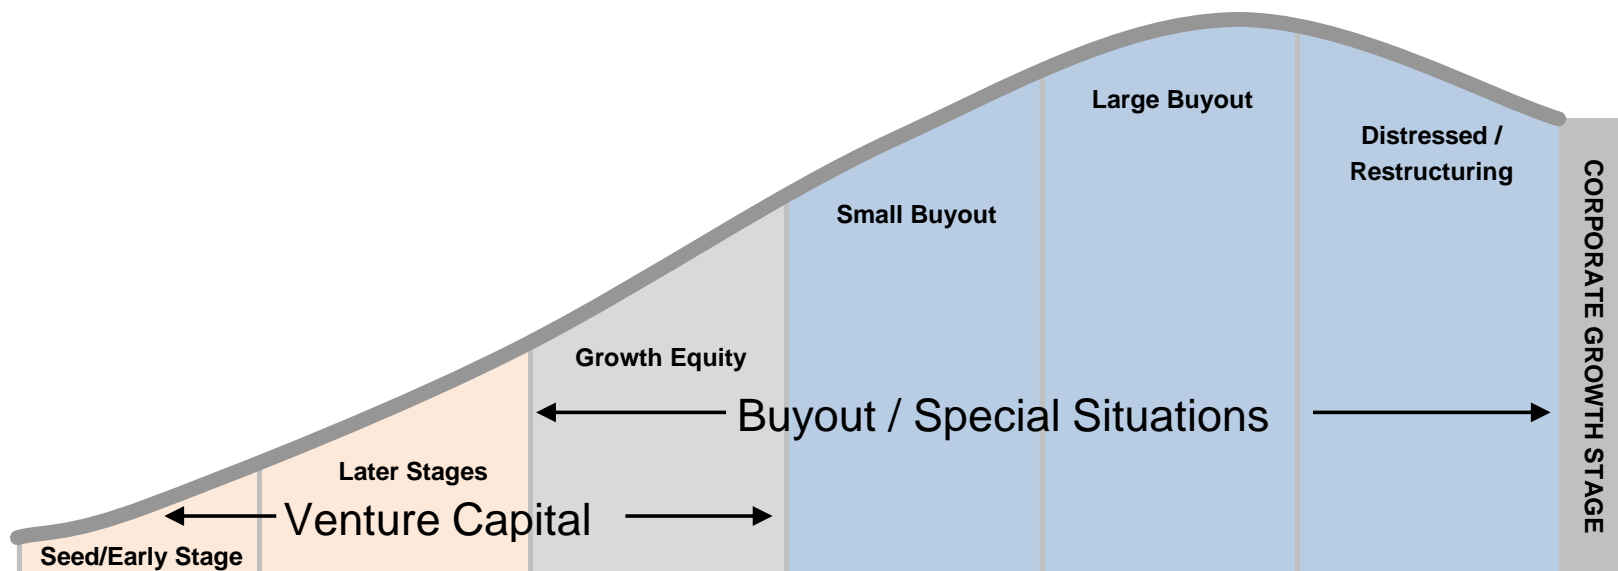 Large Buyout
Distressed /
Restructuring
Small Buyout
Growth Equity
Buyout / Special Situations
Later Stages
Venture Capital
Seed/Early Stage
CORPORATE GROWTH STAGE